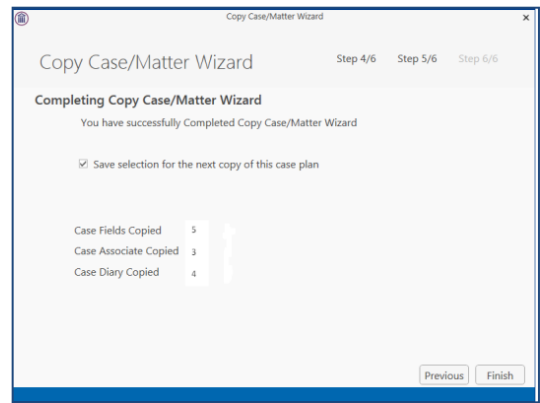 Copy Case/Matter Wizard
Copy Case/Matter Wizard Step 4/6 Step 5/6 Step 6/6
Completing Copy Case/Matter Wizard
You have successfully Completed Copy Case/Matter Wizard
Save selection for the next copy of this case plan
Case Fields Copied 5
Case Associate Copied 3
Case Diary Copied 4
Previous Finish